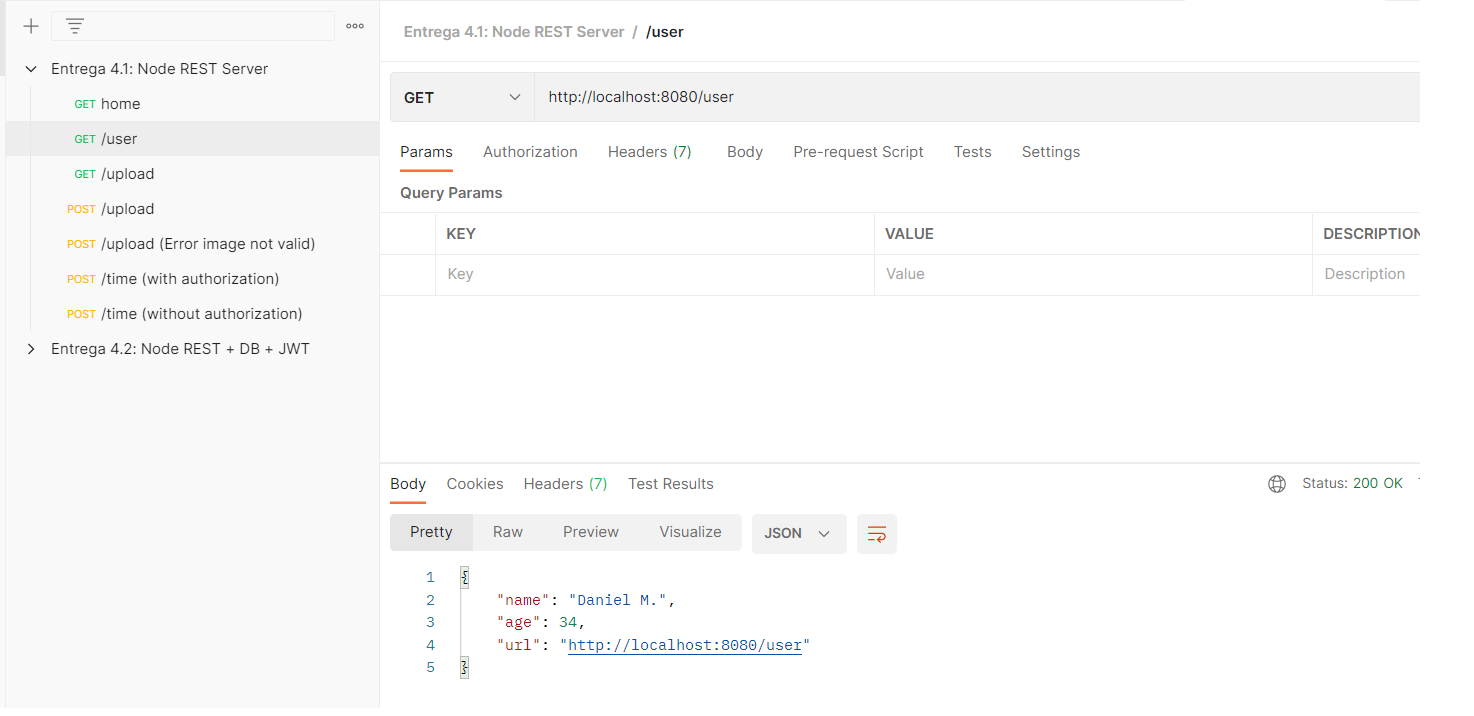 Entrega 4.1: Node REST Server
GET home
GET /user
GET /upload
POST /upload
POST /upload (Error image not valid)
POST /time (with authorization)
POST /time (without authorization)
Entrega 4.2: Node REST + DB + JWT
Entrega 4.1: Node REST Server / /user
GET http://localhost:8080/user
Params Authorization Headers (7) Body Pre-request Script Tests Settings
Query Params
KEY VALUE DESCRIPTION
Key Value Description
Body Cookies Headers (7) Test Results Status: 200 OK
Pretty Raw Preview Visualize JSON
1 {
2 "name": "Daniel M.",
3 "age": 34,
4 "url": "http://localhost:8080/user"
5 }